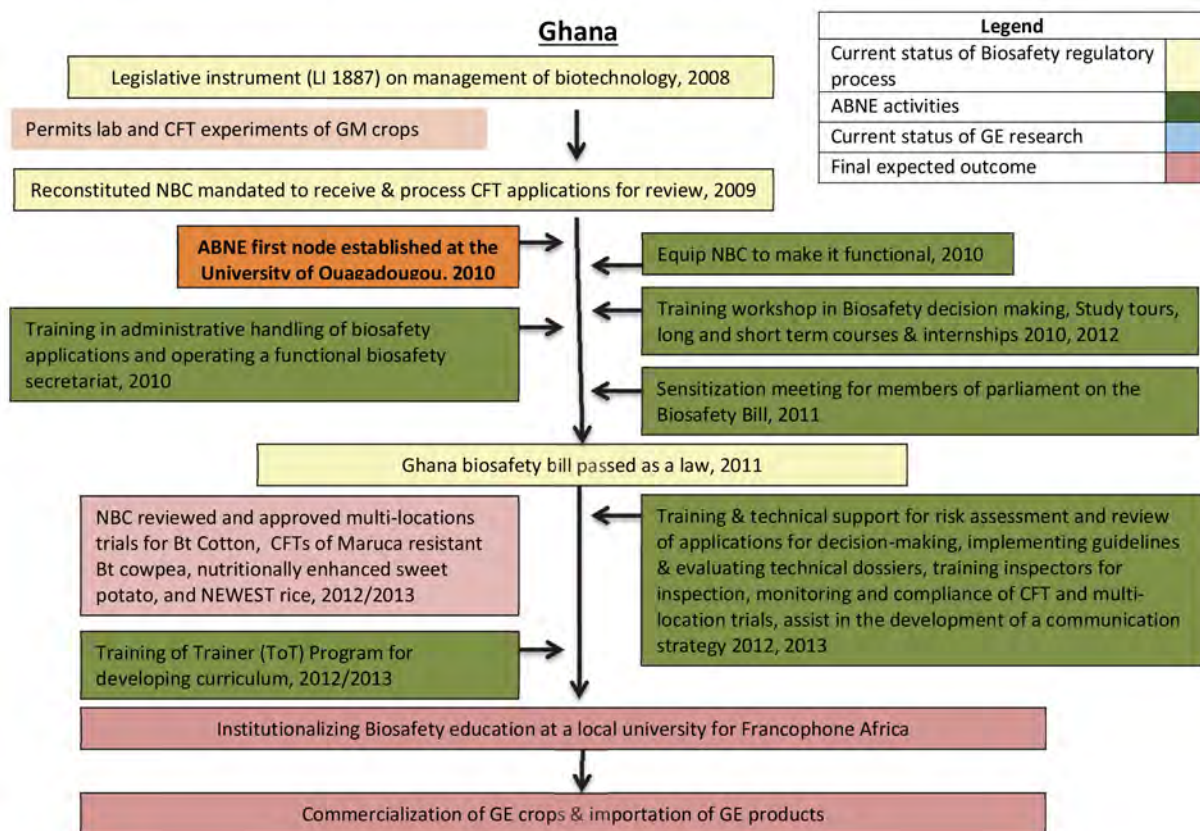 Ghana
Legend
Current status of Biosafety regulatory
process
ABNE activities
Current status of GE research
Final expected outcome
Legislative instrument (LI 1887) on management of biotechnology, 2008
Permits lab and CFT experiments of GM crops
Reconstituted NBC mandated to receive & process CFT applications for review, 2009
ABNE first node established at the
University of Ouagadougou, 2010
Equip NBC to make it functional, 2010
Training in administrative handling of biosafety
applications and operating a functional biosafety
secretariat, 2010
Training workshop in Biosafety decision making, Study tours,
long and short term courses & internships 2010, 2012
Sensitization meeting for members of parliament on the
Biosafety Bill, 2011
Ghana biosafety bill passed as a law, 2011
NBC reviewed and approved multi-locations
trials for Bt Cotton, CFTs of Maruca resistant
Bt cowpea, nutritionally enhanced sweet
potato, and NEWEST rice, 2012/2013
Training & technical support for risk assessment and review
of applications for decision-making, implementing guidelines
& evaluating technical dossiers, training inspectors for
inspection, monitoring and compliance of CFT and multi-
location trials, assist in the development of a communication
strategy 2012, 2013
Training of Trainer (ToT) Program for
developing curriculum, 2012/2013
Institutionalizing Biosafety education at a local university for Francophone Africa
Commercialization of GE crops & importation of GE products